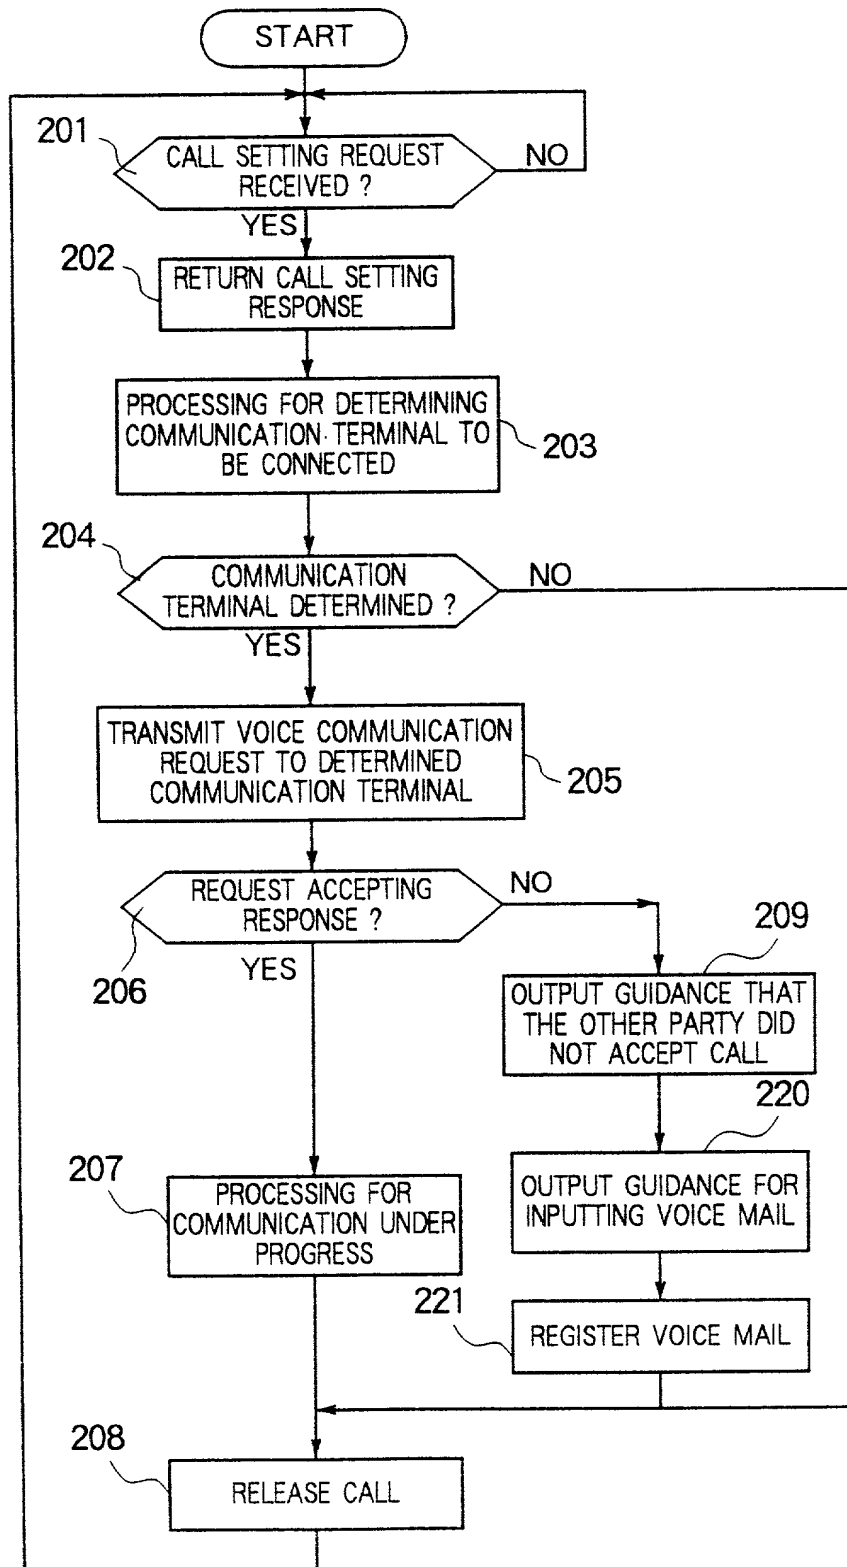 START
201
CALL SETTING REQUEST
RECEIVED ?
NO
YES
202
RETURN CALL SETTING
RESPONSE
PROCESSING FOR DETERMINING
COMMUNICATION TERMINAL TO
BE CONNECTED
203
204
COMMUNICATION
TERMINAL DETERMINED ?
NO
YES
TRANSMIT VOICE COMMUNICATION
REQUEST TO DETERMINED
COMMUNICATION TERMINAL
205
REQUEST ACCEPTING
RESPONSE ?
NO
206
YES
209
OUTPUT GUIDANCE THAT
THE OTHER PARTY DID
NOT ACCEPT CALL
220
OUTPUT GUIDANCE FOR
INPUTTING VOICE MAIL
207
PROCESSING FOR
COMMUNICATION UNDER
PROGRESS
221
REGISTER VOICE MAIL
208
RELEASE CALL